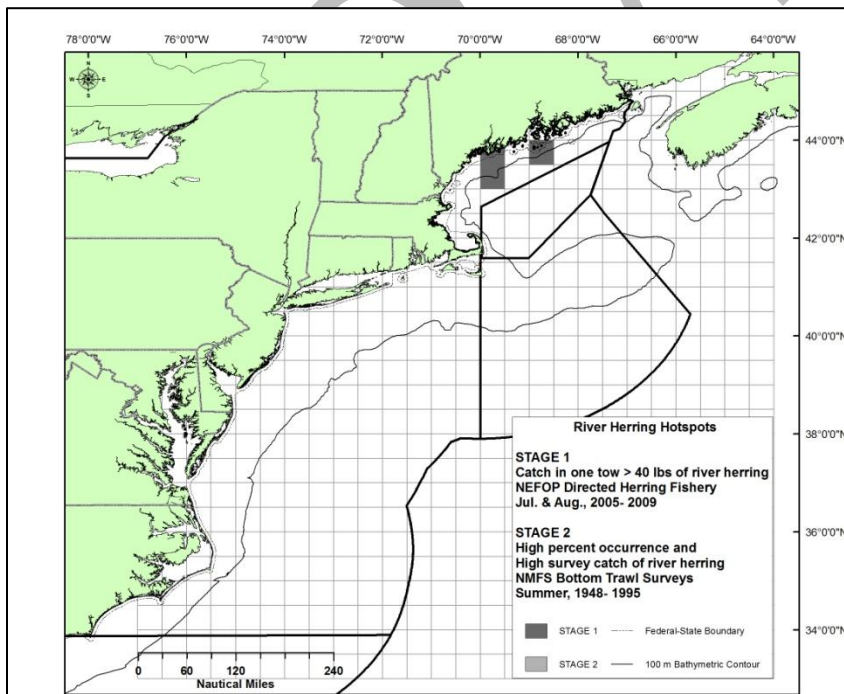 78°0'0"W 76°0'0"W 74°0'0"W 72°0'0"W 70°0'0"W 68°0'0"W 66°0'0"W 64°0'0"W
N
W E
S
44°0'0"N
42°0'0"N
40°0'0"N
38°0'0"N
River Herring Hotspots
STAGE 1
Catch in one tow > 40 lbs of river herring
NEFOP Directed Herring Fishery
Jul. & Aug., 2005- 2009
36°0'0"N
STAGE 2
High percent occurrence and
High survey catch of river herring
NMFS Bottom Trawl Surveys
Summer, 1948- 1995
34°0'0"N
STAGE 1 Federal-State Boundary
STAGE 2 100 m Bathymetric Contour
0 60 120 180 240
Nautical Miles